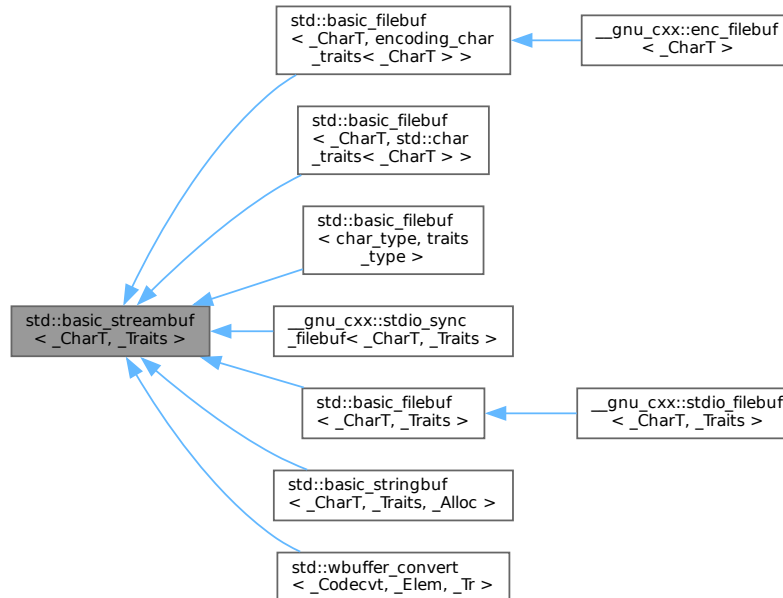 std::basic_filebuf
< _CharT, encoding_char
_traits< _CharT > >
__gnu_cxx::enc_filebuf
< _CharT >
std::basic_filebuf
< _CharT, std::char
_traits< _CharT > >
std::basic_filebuf
< char_type, traits
_type >
std::basic_streambuf
< _CharT, _Traits >
__gnu_cxx::stdio_sync
_filebuf< _CharT, _Traits >
std::basic_filebuf
< _CharT, _Traits >
__gnu_cxx::stdio_filebuf
< _CharT, _Traits >
std::basic_stringbuf
< _CharT, _Traits, _Alloc >
std::wbuffer_convert
< _Codecvt, _Elem, _Tr >